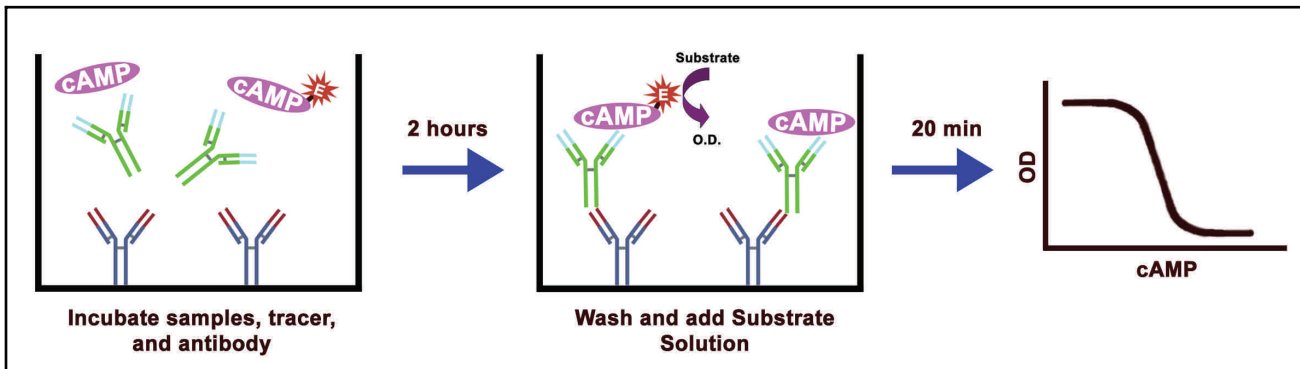 cAMP
cAMP
E
Incubate samples, tracer,
and antibody
2 hours
Substrate
E
cAMP
O.D.
cAMP
Wash and add Substrate
Solution
20 min
OD
cAMP